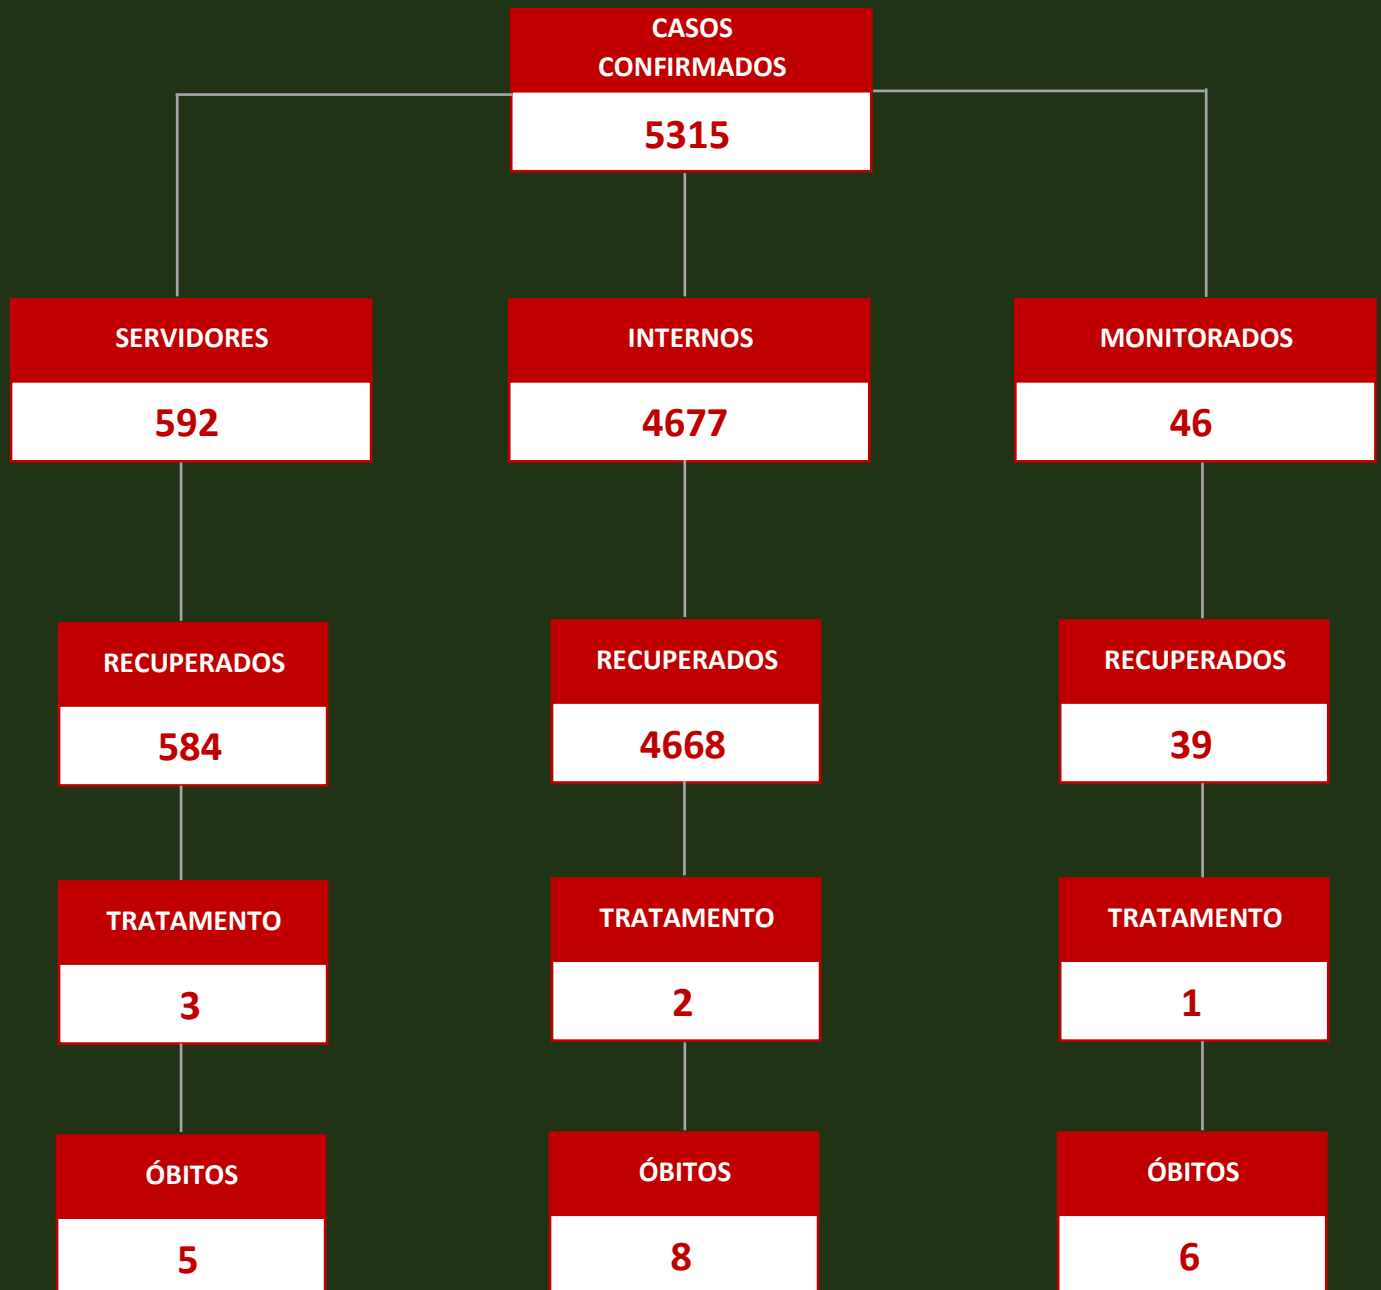 CASOS
CONFIRMADOS
5315
SERVIDORES
592
INTERNOS
4677
MONITORADOS
46
RECUPERADOS
584
RECUPERADOS
4668
RECUPERADOS
39
TRATAMENTO
3
TRATAMENTO
2
TRATAMENTO
1
ÓBITOS
5
ÓBITOS
8
ÓBITOS
6